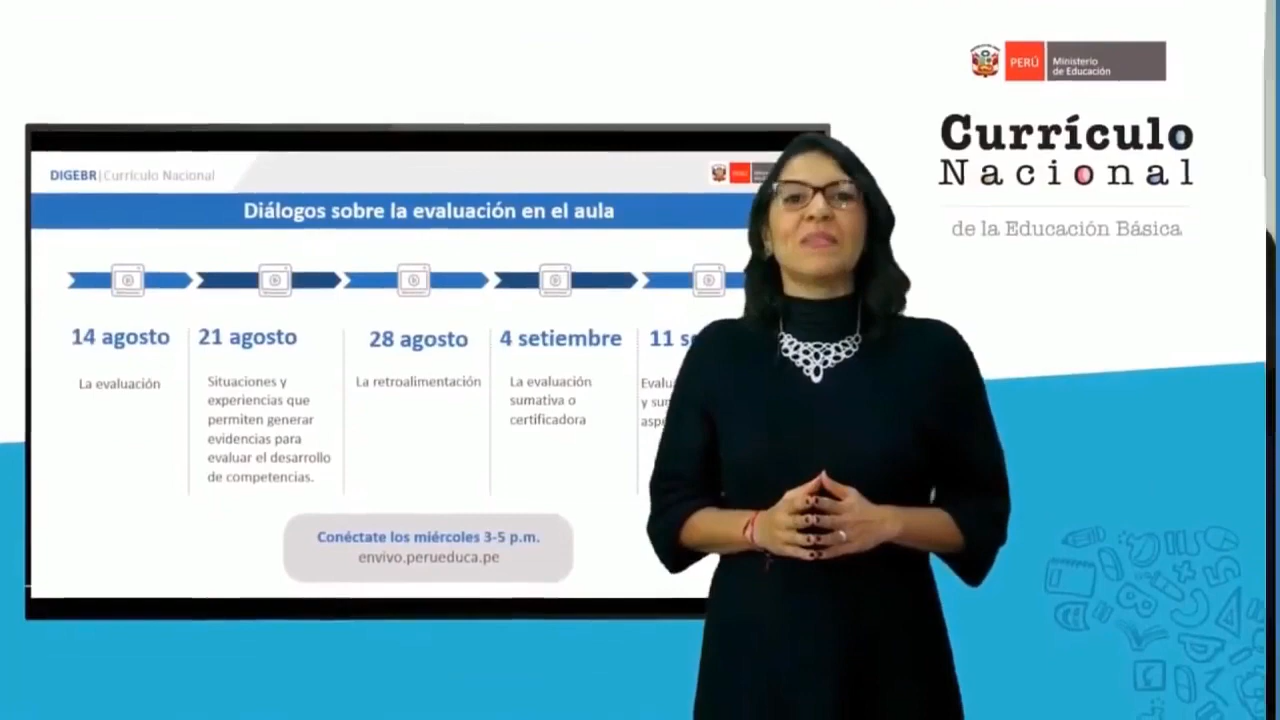 PERÚ
Ministerio
de Educación
Currículo
Nacional
de la Educación Básica
DIGEBR|Currículo Nacional
PERÚ
Diálogos sobre la evaluación en el aula
14 agosto
La evaluación
21 agosto
Situaciones y
experiencias que
permiten generar
evidencias para
evaluar el desarrollo
de competencias.
28 agosto
La retroalimentación
4 setiembre
La evaluación
sumativa o
certificadora
11
y
Conéctate los miércoles 3-5 p.m.
envivo.perueduca.pe